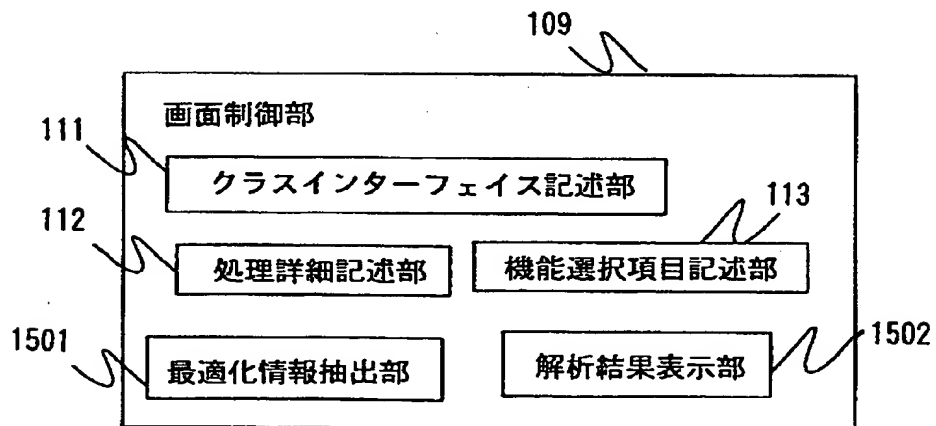 109
画面制御部
111
クラスインターフェイス記述部
113
112
処理詳細記述部
機能選択項目記述部
1501
最適化情報抽出部
解析結果表示部
1502